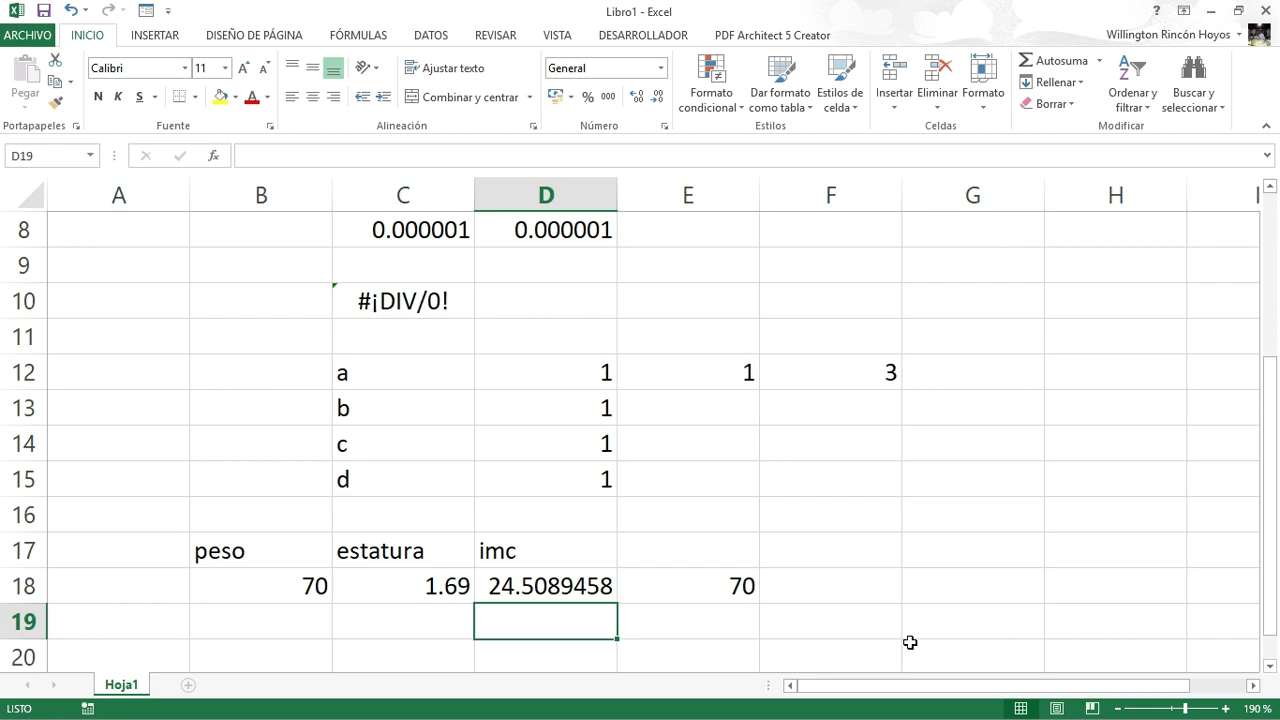 Libro1 - Excel
ARCHIVO INICIO INSERTAR DISEÑO DE PÁGINA FÓRMULAS DATOS REVISAR VISTA DESARROLLADOR PDF Architect 5 Creator Willington Rincón Hoyos
Pegar
Calibri 11
Ajustar texto
General
Formato condicional
Dar formato como tabla
Estilos de celda
Insertar
Eliminar
Formato
Autosuma
Rellenar
Borrar
Ordenar y filtrar
Buscar y seleccionar
N K S
Combinar y centrar
% 000
Portapapeles Fuente Alineación Número Estilos Celdas Modificar
D19 fx
A B C D E F G H I
8 0.000001 0.000001
9
10 #¡DIV/0!
11
12 a 1 1 3
13 b 1
14 c 1
15 d 1
16
17 peso estatura imc
18 70 1.69 24.5089458 70
19
20
Hoja1
LISTO 190 %